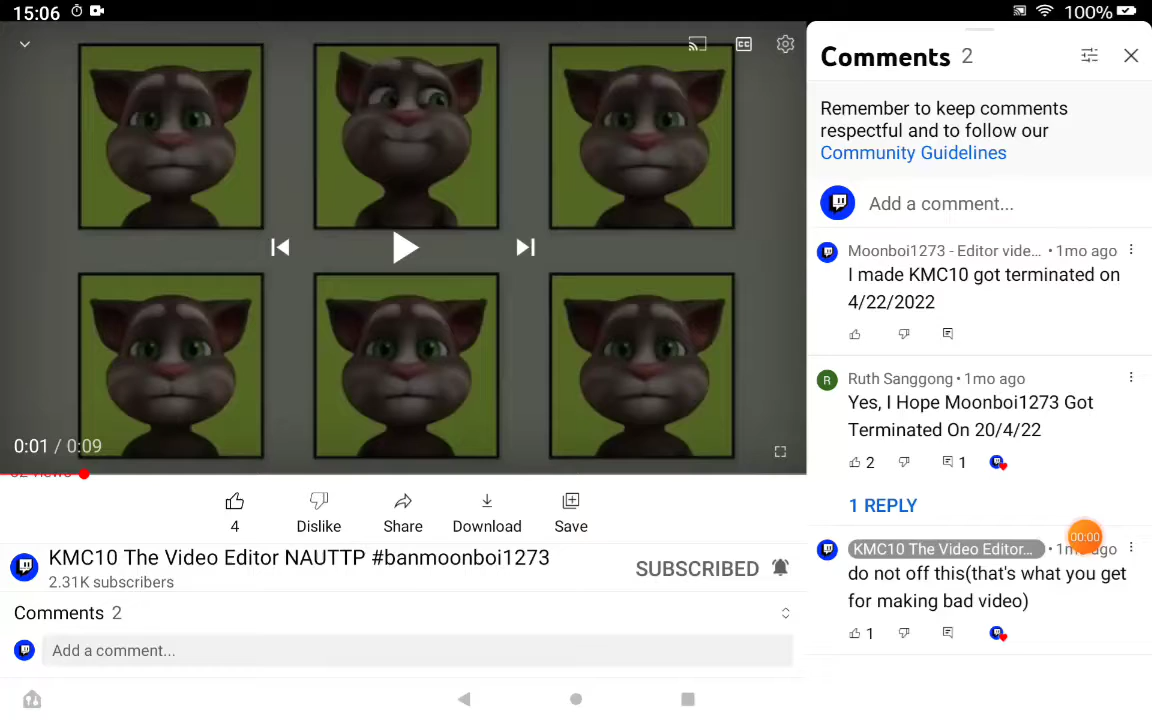 15:06
100%
Comments 2
Remember to keep comments
respectful and to follow our
Community Guidelines
Add a comment...
Moonboi1273 - Editor vide... • 1mo ago
I made KMC10 got terminated on
4/22/2022
R
Ruth Sanggong • 1mo ago
Yes, I Hope Moonboi1273 Got
Terminated On 20/4/22
2
1
1 REPLY
00:00
KMC10 The Video Editor... •
do not off this(that's what you get
for making bad video)
1
CC
0:01 / 0:09
4
Dislike
Share
Download
Save
KMC10 The Video Editor NAUTTP #banmoonboi1273
2.31K subscribers
SUBSCRIBED
Comments 2
Add a comment...